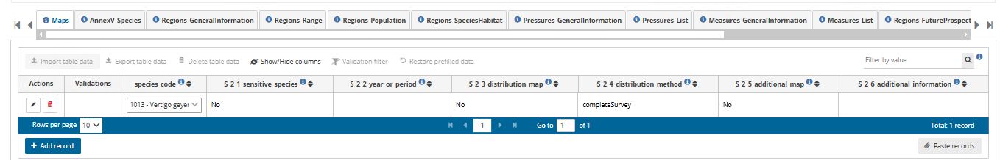 Maps AnnexV_Species Regions_GeneralInformation Regions_Range Regions_Population Regions_SpeciesHabitat Pressures_GeneralInformation Pressures_List Measures_GeneralInformation Measures_List Regions_FutureProspect
Import table data Export table data Delete table data Show/Hide columns Validation filter Restore prefilled data Filter by value
Actions Validations species_code S_2_1_sensitive_species S_2_2_year_or_period S_2_3_distribution_map S_2_4_distribution_method S_2_5_additional_map S_2_6_additional_information
1013 - Vertigo geyer No No completeSurvey No
Rows per page 10 1 Go to 1 of 1 Total: 1 record
+ Add record Paste records